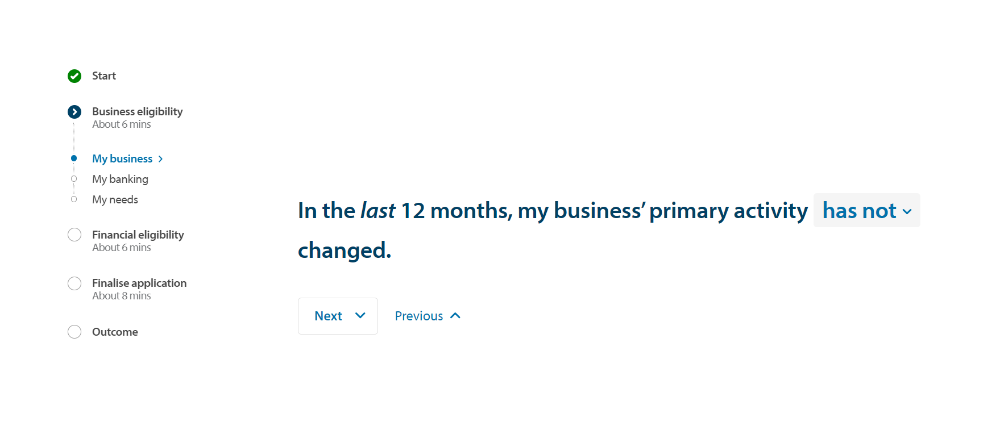 Start
Business eligibility
About 6 mins
My business
My banking
My needs
Financial eligibility
About 6 mins
Finalise application
About 8 mins
Outcome
In the last 12 months, my business’ primary activity has not
changed.
Next
Previous